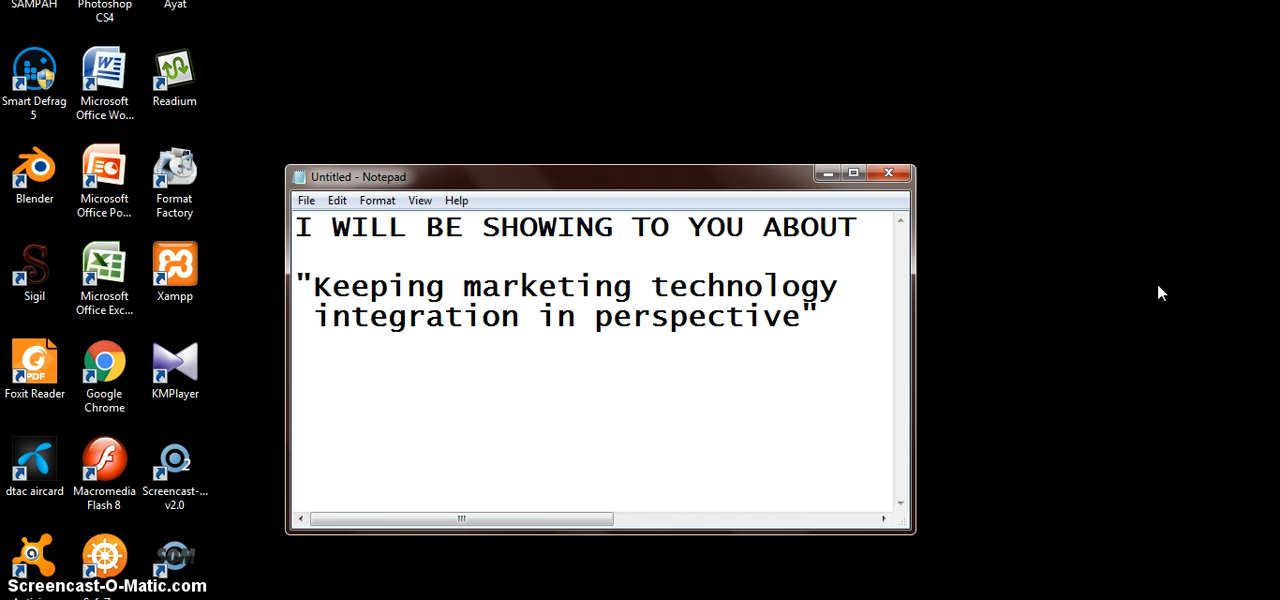 SAMPAH
Photoshop
CS4
Ayat
Smart Defrag
5
Microsoft
Office Wo...
Readium
Blender
Microsoft
Office Po...
Format
Factory
Sigil
Microsoft
Office Exc...
Xampp
PDF
Foxit Reader
Google
Chrome
KMPlayer
dtac aircard
Macromedia
Flash 8
Screencast-...
v2.0
Untitled - Notepad
File Edit Format View Help
I WILL BE SHOWING TO YOU ABOUT
"Keeping marketing technology
integration in perspective"
SOM
Screencast-O-Matic.com